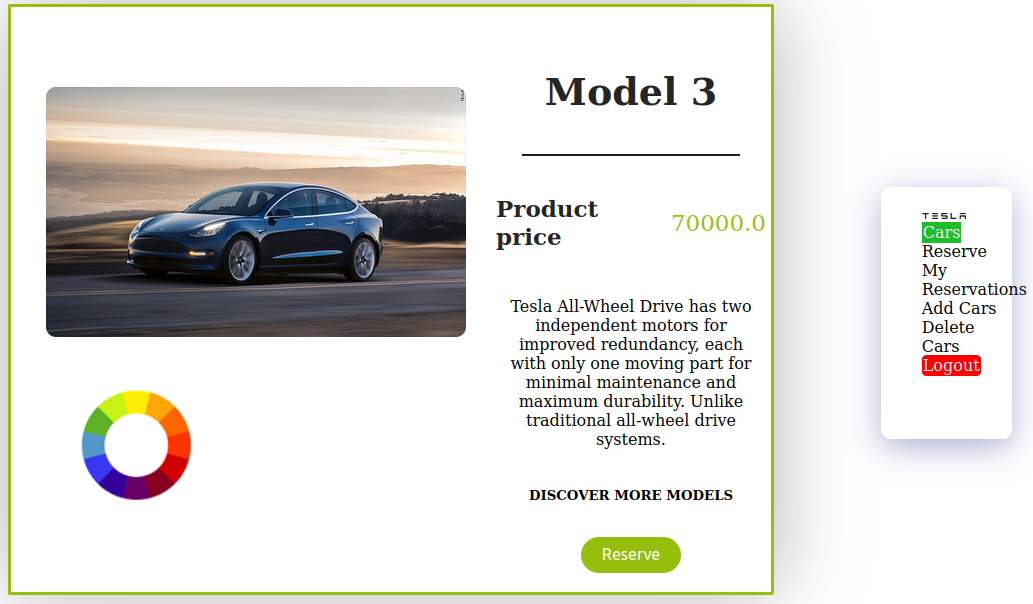 Model 3
Product
price
70000.0
Tesla All-Wheel Drive has two
independent motors for
improved redundancy, each
with only one moving part for
minimal maintenance and
maximum durability. Unlike
traditional all-wheel drive
systems.
DISCOVER MORE MODELS
Reserve
TESLA
Cars
Reserve
My
Reservations
Add Cars
Delete
Cars
Logout